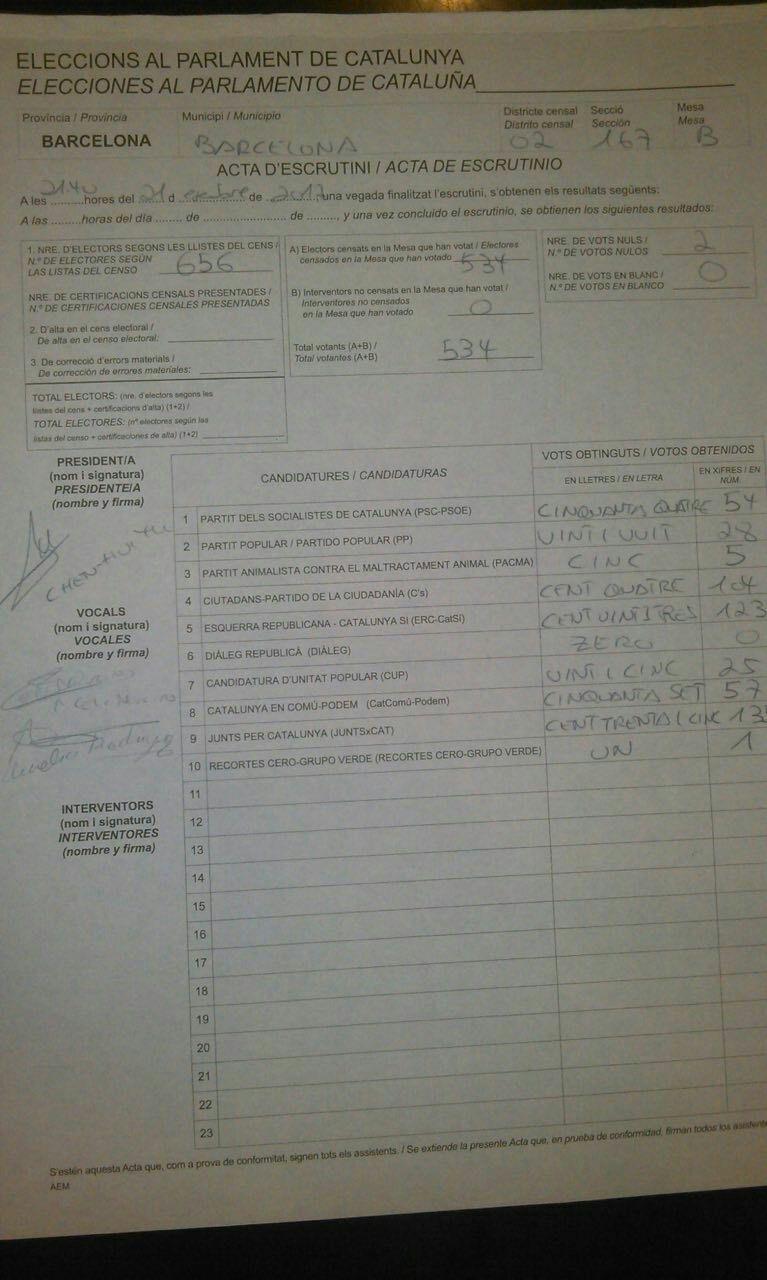 ELECCIONS AL PARLAMENT DE CATALUNYA
ELECCIONES AL PARLAMENTO DE CATALUÑA
Província / Provincia
BARCELONA
Municipi / Municipio
BARCELONA
Districte censal
Distrito censal
02
Secció
Sección
167
Mesa
Mesa
B
ACTA D'ESCRUTINI / ACTA DE ESCRUTINIO
A les 2140 hores del 21 d de 2017, una vegada finalitzat l'escrutini, s'obtenen els resultats següents:
A las ......... horas del día ........ de ........................ de ........, y una vez concluido el escrutinio, se obtienen los siguientes resultados:
1. NRE. D'ELECTORS SEGONS LES LLISTES DEL CENS /
N.º DE ELECTORES SEGÚN
LAS LISTAS DEL CENSO 656
NRE. DE CERTIFICACIONS CENSALS PRESENTADES /
N.º DE CERTIFICACIONES CENSALES PRESENTADAS
2. D'alta en el cens electoral /
De alta en el censo electoral:
3. De correcció d'errors materials /
De corrección de errores materiales:
TOTAL ELECTORS: (nre. d'electors segons les
llistes del cens + certificacions d'alta) (1+2) /
TOTAL ELECTORES: (nº electores según las
listas del censo + certificaciones de alta) (1+2)
A) Electors censats en la Mesa que han votat / Electores
censados en la Mesa que han votado 534
B) Interventors no censats en la Mesa que han votat /
Interventores no censados
en la Mesa que han votado 0
Total votants (A+B) /
Total votantes (A+B) 534
NRE. DE VOTS NULS /
N.º DE VOTOS NULOS 2
NRE. DE VOTS EN BLANC /
N.º DE VOTOS EN BLANCO 0
PRESIDENT/A
(nom i signatura)
PRESIDENTE/A
(nombre y firma)
VOCALS
(nom i signatura)
VOCALES
(nombre y firma)
INTERVENTORS
(nom i signatura)
INTERVENTORES
(nombre y firma)
CANDIDATURES / CANDIDATURAS
VOTS OBTINGUTS / VOTOS OBTENIDOS
EN LLETRES / EN LETRA
EN XIFRES / EN NÚM.
1 PARTIT DELS SOCIALISTES DE CATALUNYA (PSC-PSOE) CINQUANTA QUATRE 54
2 PARTIT POPULAR / PARTIDO POPULAR (PP) VINT I VUIT 28
3 PARTIT ANIMALISTA CONTRA EL MALTRACTAMENT ANIMAL (PACMA) CINC 5
4 CIUTADANS-PARTIDO DE LA CIUDADANÍA (C's) CENT QUATRE 104
5 ESQUERRA REPUBLICANA - CATALUNYA SÍ (ERC-CatSí) CENT VINT I TRES 123
6 DIÀLEG REPUBLICÀ (DIÀLEG) ZERO 0
7 CANDIDATURA D'UNITAT POPULAR (CUP) VINT I CINC 25
8 CATALUNYA EN COMÚ-PODEM (CatComú-Podem) CINQUANTA SET 57
9 JUNTS PER CATALUNYA (JUNTSxCAT) CENT TRENTA I CINC 135
10 RECORTES CERO-GRUPO VERDE (RECORTES CERO-GRUPO VERDE) UN 1
11
12
13
14
15
16
17
18
19
20
21
22
23
S'estén aquesta Acta que, com a prova de conformitat, signen tots els assistents. / Se extiende la presente Acta que, en prueba de conformidad, firman todos los asistente
AEM